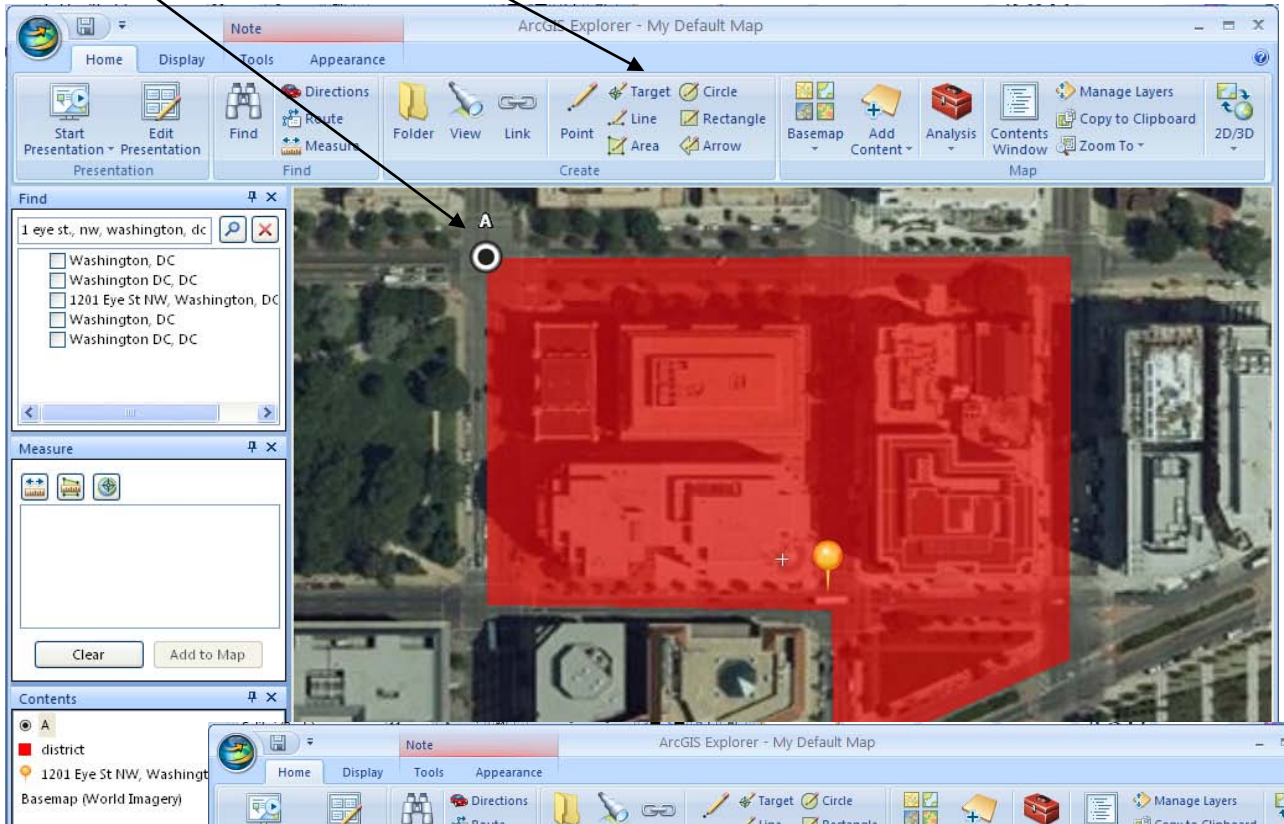 Note
ArcGIS Explorer - My Default Map
Home Display Tools Appearance
Start Presentation
Edit Presentation
Presentation
Find
Directions
Route
Measure
Find
Folder View Link Point
Target Circle
Line Rectangle
Area Arrow
Create
Basemap
Add Content
Analysis
Contents Window
Manage Layers
Copy to Clipboard
Zoom To
2D/3D
Map
Find
1 eye st., nw, washington, dc
Washington, DC
Washington DC, DC
1201 Eye St NW, Washington, DC
Washington, DC
Washington DC, DC
A
Measure
Clear Add to Map
Contents
A
district
1201 Eye St NW, Washingt
Basemap (World Imagery)
Note
ArcGIS Explorer - My Default Map
Home Display Tools Appearance
Directions
Route
Target Circle
Line Rectangle
Manage Layers
Copy to Clipboard